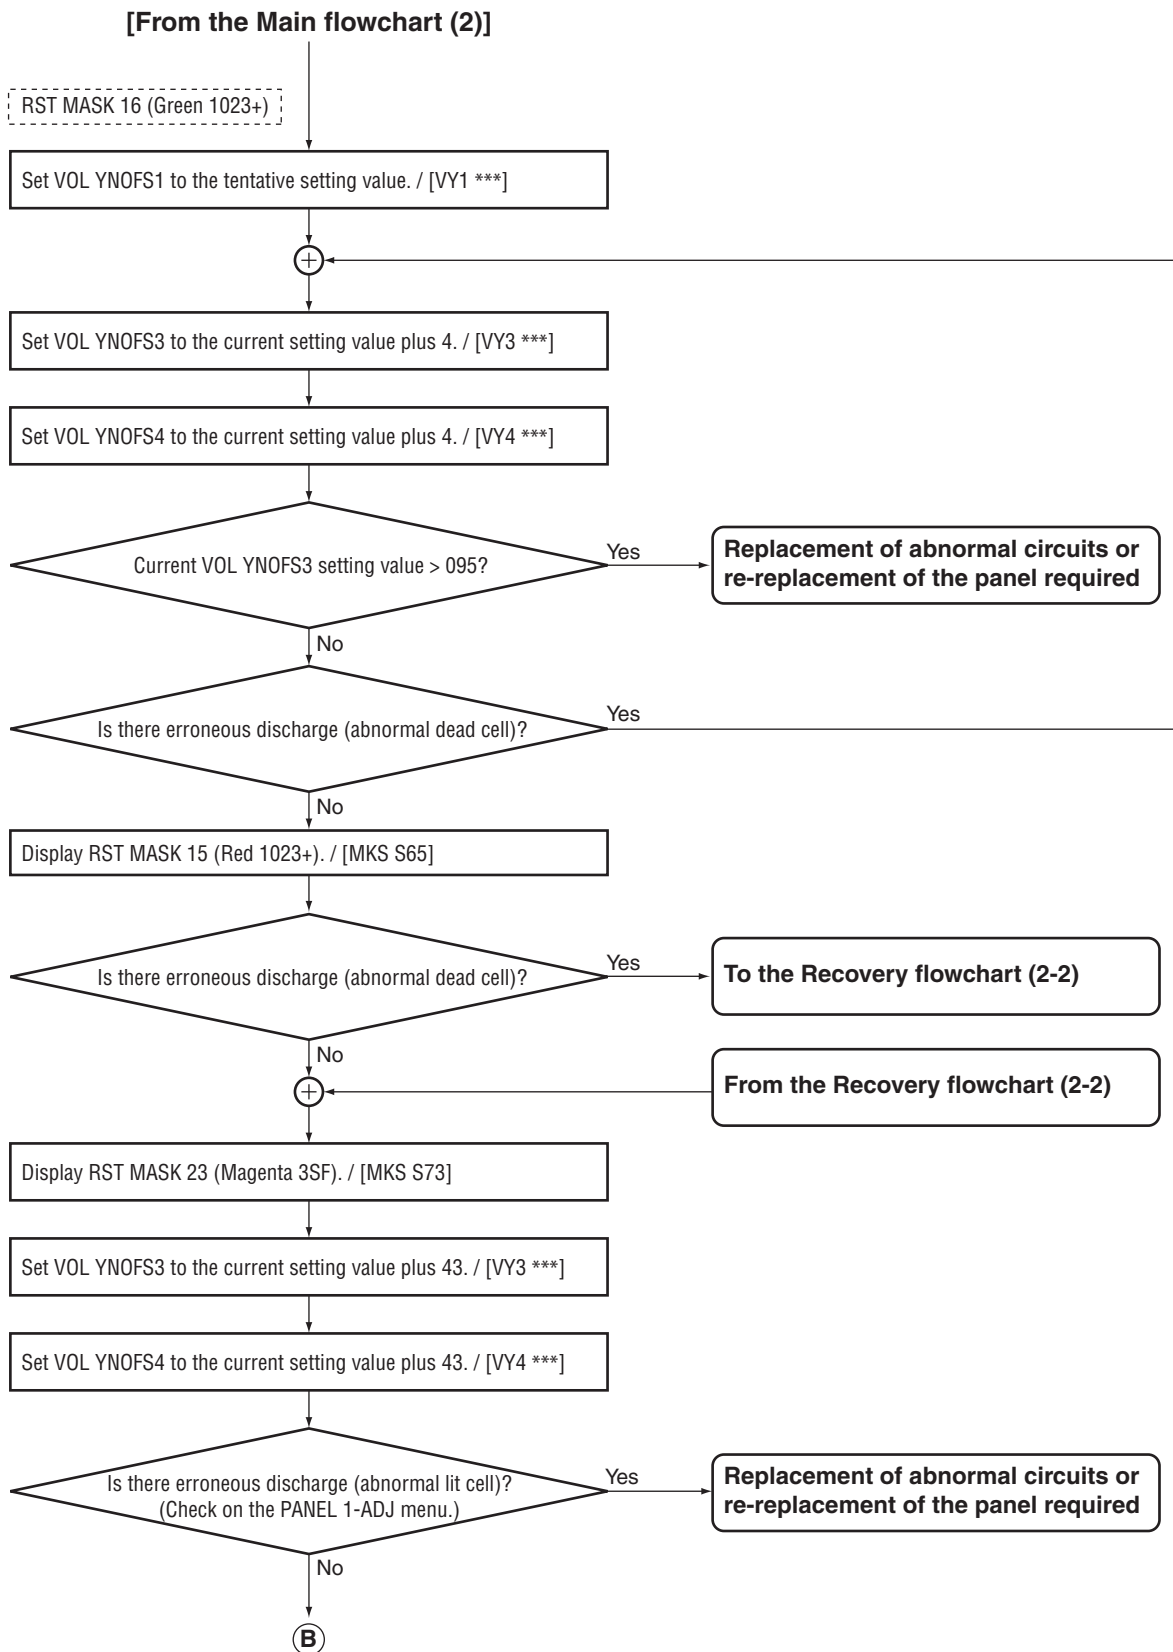 [From the Main flowchart (2)]
RST MASK 16 (Green 1023+)
Set VOL YNOFS1 to the tentative setting value. / [VY1 ***]
Set VOL YNOFS3 to the current setting value plus 4. / [VY3 ***]
Set VOL YNOFS4 to the current setting value plus 4. / [VY4 ***]
Current VOL YNOFS3 setting value > 095?
Yes
Replacement of abnormal circuits or
re-replacement of the panel required
No
Is there erroneous discharge (abnormal dead cell)?
Yes
No
Display RST MASK 15 (Red 1023+). / [MKS S65]
Is there erroneous discharge (abnormal dead cell)?
Yes
To the Recovery flowchart (2-2)
No
From the Recovery flowchart (2-2)
Display RST MASK 23 (Magenta 3SF). / [MKS S73]
Set VOL YNOFS3 to the current setting value plus 43. / [VY3 ***]
Set VOL YNOFS4 to the current setting value plus 43. / [VY4 ***]
Is there erroneous discharge (abnormal lit cell)?
(Check on the PANEL 1-ADJ menu.)
Yes
Replacement of abnormal circuits or
re-replacement of the panel required
No
B